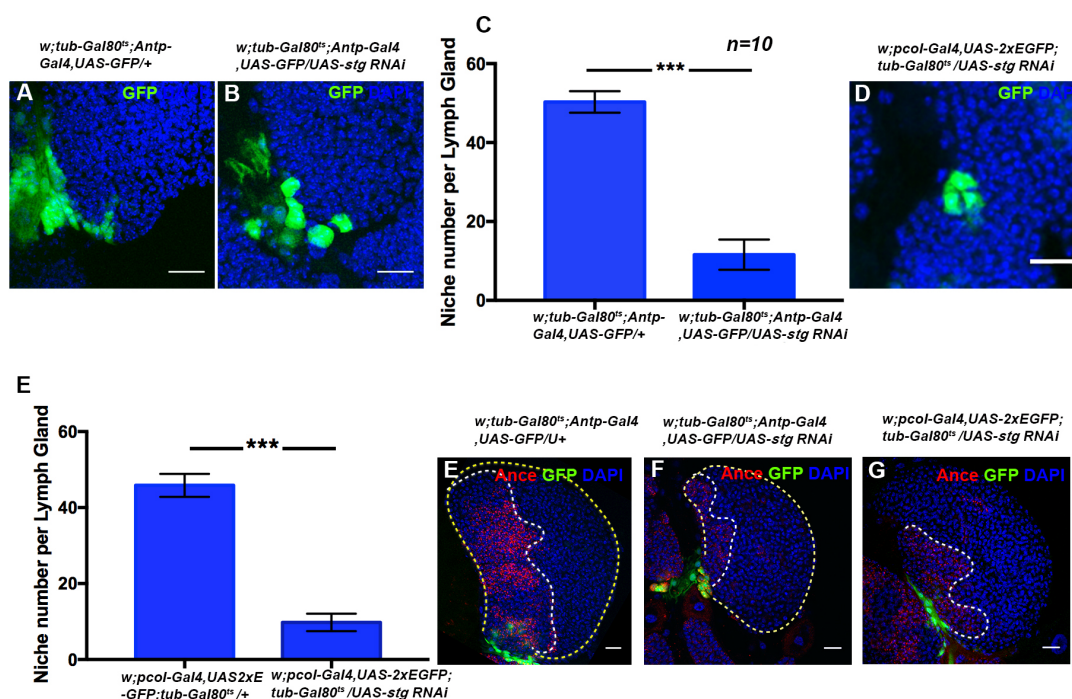 w;tub-Gal80ts;Antp-
Gal4,UAS-GFP/+
A
GFP
w;tub-Gal80ts;Antp-Gal4
,UAS-GFP/UAS-stg RNAi
B
GFP DAPI
C
n=10
***
Niche number per Lymph Gland
60
40
20
0
w;tub-Gal80ts;Antp-
Gal4,UAS-GFP/+
w;tub-Gal80ts;Antp-Gal4
,UAS-GFP/UAS-stg RNAi
w;pcol-Gal4,UAS-2xEGFP;
tub-Gal80ts/UAS-stg RNAi
D
GFP DAPI
E
***
Niche number per Lymph Gland
60
40
20
0
w;pcol-Gal4,UAS2xE
-GFP;tub-Gal80ts/+
w;pcol-Gal4,UAS-2xEGFP;
tub-Gal80ts/UAS-stg RNAi
w;tub-Gal80ts;Antp-Gal4
,UAS-GFP/U+
E
Ance GFP DAPI
w;tub-Gal80ts;Antp-Gal4
,UAS-GFP/UAS-stg RNAi
F
Ance GFP DAPI
w;pcol-Gal4,UAS-2xEGFP;
tub-Gal80ts/UAS-stg RNAi
G
Ance GFP DAPI